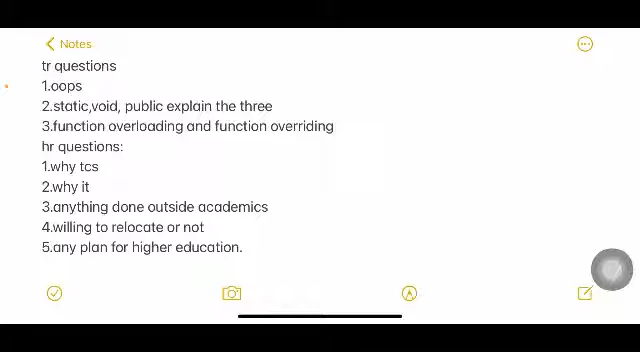 Notes
tr questions
1.oops
2.static,void, public explain the three
3.function overloading and function overriding
hr questions:
1.why tcs
2.why it
3.anything done outside academics
4.willing to relocate or not
5.any plan for higher education.